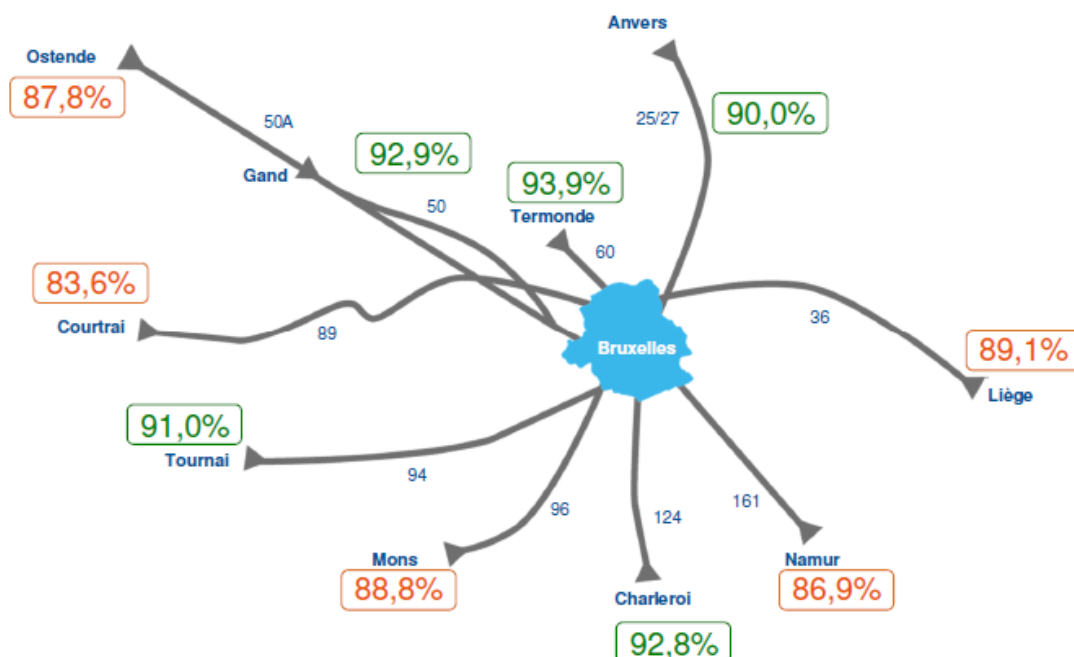 Anvers
Ostende
87,8%
50A
25/27
90,0%
92,9%
Gand
93,9%
Termonde
50
60
83,6%
Courtrai
89
36
Bruxelles
89,1%
Liège
91,0%
Tournai
94
96
124
161
Mons
88,8%
Namur
86,9%
Charleroi
92,8%